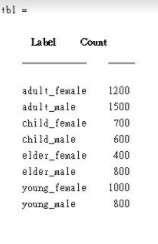 tbl =
Label Count
adult_female 1200
adult_male 1500
child_female 700
child_male 600
elder_female 400
elder_male 800
young_female 1000
young_male 800